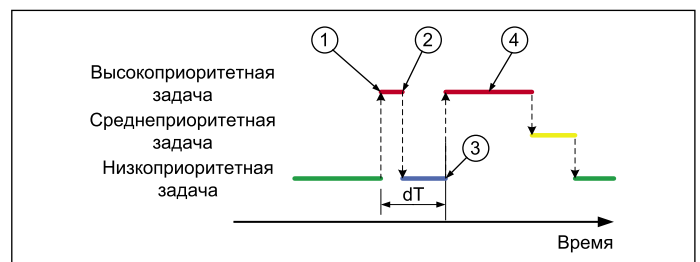 1
2
4
Высокоприоритетная
задача
Среднеприоритетная
задача
3
Низкоприоритетная
задача
dT
Время